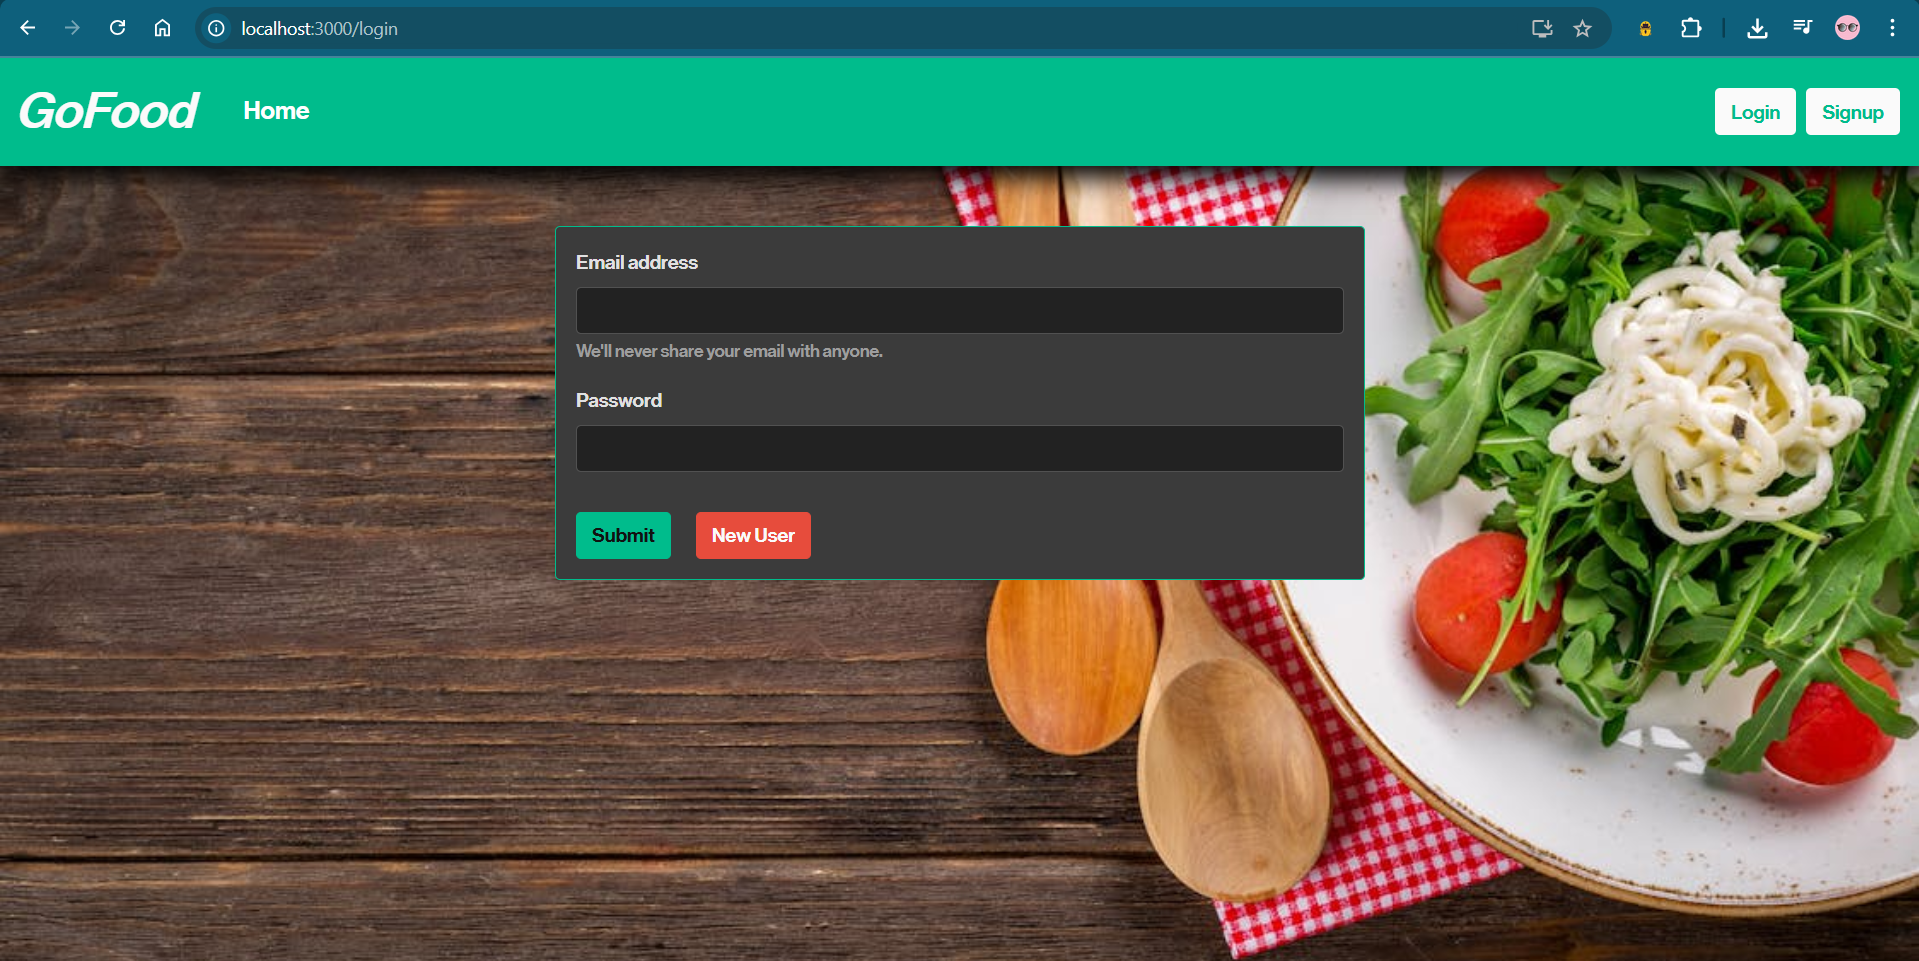 localhost:3000/login
GoFood Home Login Signup
Email address
We'll never share your email with anyone.
Password
Submit New User